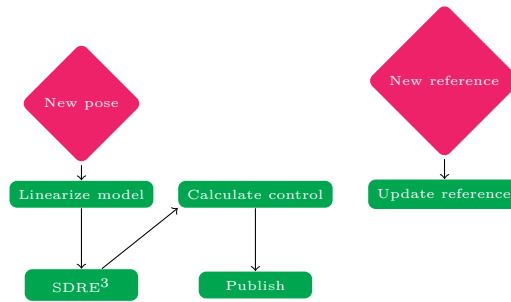 New pose
New reference
Linearize model
Calculate control
Update reference
SDRE³
Publish